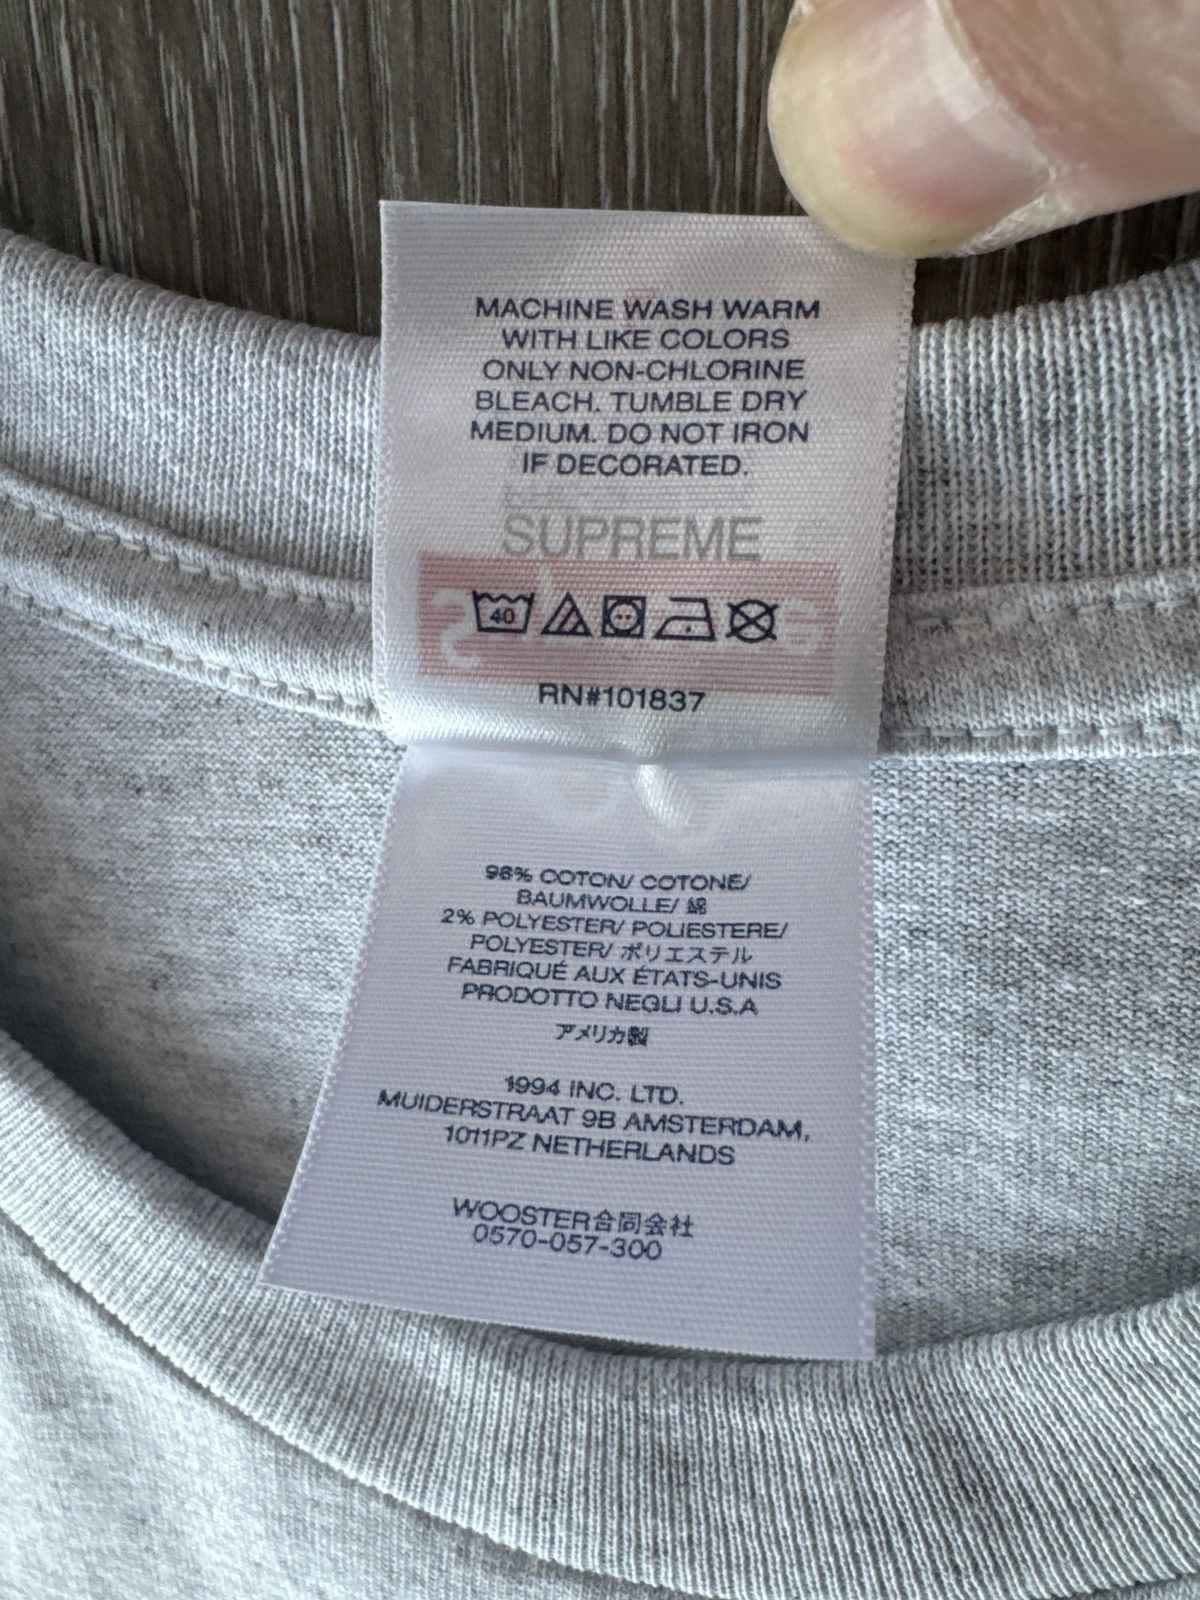 MACHINE WASH WARM
WITH LIKE COLORS
ONLY NON-CHLORINE
BLEACH. TUMBLE DRY
MEDIUM. DO NOT IRON
IF DECORATED.
SUPREME
40
RN#101837
98% COTON/ COTONE/
BAUMWOLLE/ 綿
2% POLYESTER/ POLIESTERE/
POLYESTER/ ポリエステル
FABRIQUÉ AUX ÉTATS-UNIS
PRODOTTO NEGLI U.S.A
アメリカ製
1994 INC. LTD.
MUIDERSTRAAT 9B AMSTERDAM,
1011PZ NETHERLANDS
WOOSTER合同会社
0570-057-300